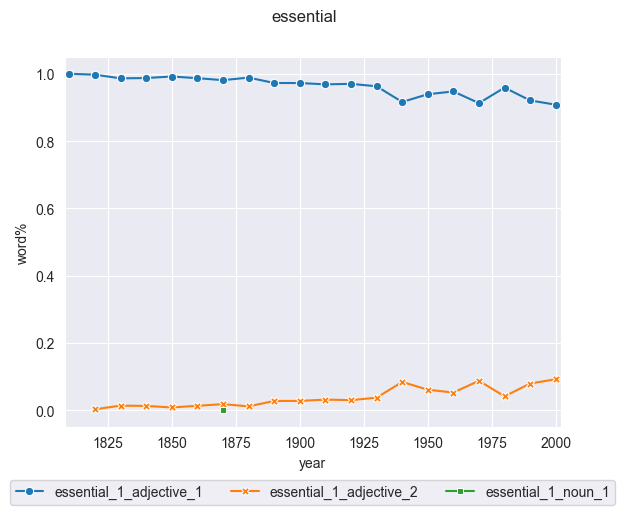 essential
1.0
0.8
0.6
0.4
0.2
0.0
word%
1825 1850 1875 1900 1925 1950 1975 2000
year
essential_1_adjective_1 essential_1_adjective_2 essential_1_noun_1